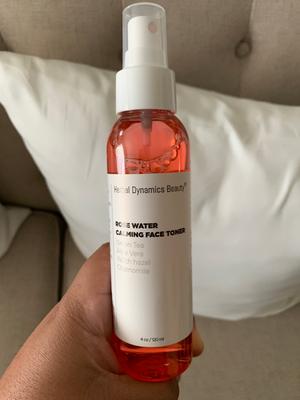 Herbal Dynamics Beauty®
ROSE WATER
CALMING FACE TONER
Green Tea
Aloe Vera
Witch hazel
Chamomile
4 oz / 120 ml